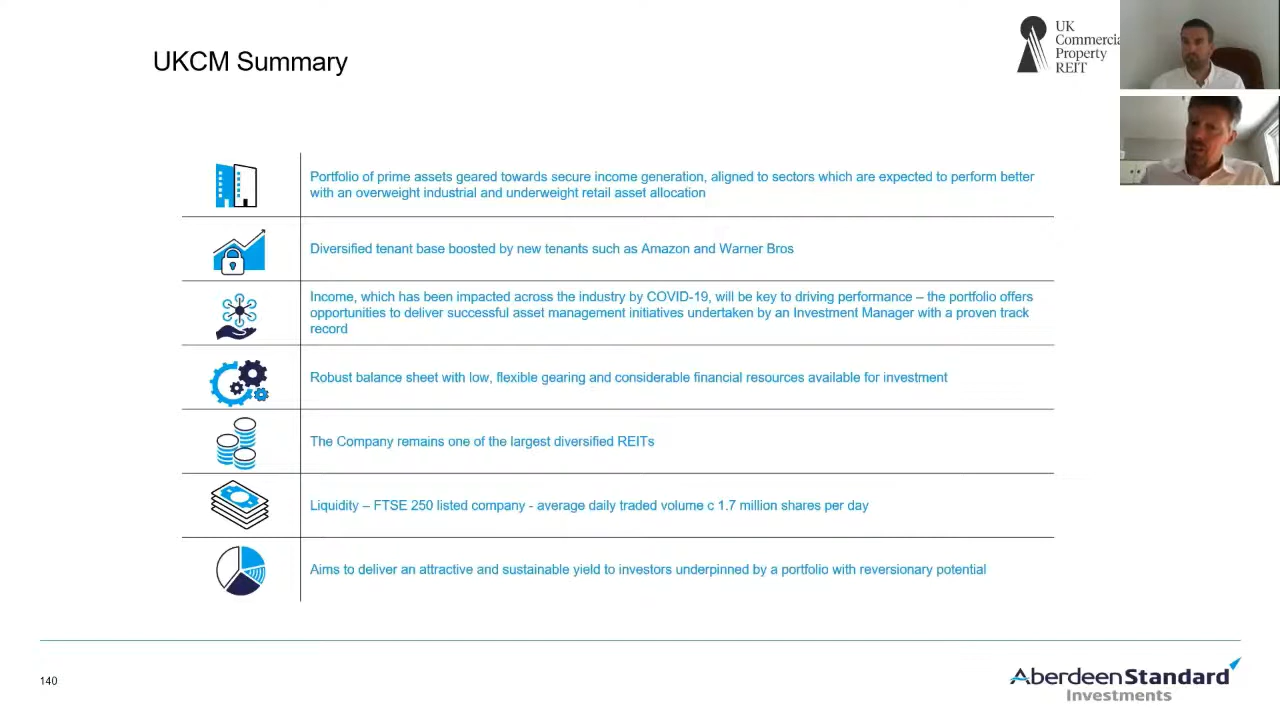 UKCM Summary
UK
Commercia
Property
REIT
Portfolio of prime assets geared towards secure income generation, aligned to sectors which are expected to perform better
with an overweight industrial and underweight retail asset allocation
Diversified tenant base boosted by new tenants such as Amazon and Warner Bros
Income, which has been impacted across the industry by COVID-19, will be key to driving performance – the portfolio offers
opportunities to deliver successful asset management initiatives undertaken by an Investment Manager with a proven track
record
Robust balance sheet with low, flexible gearing and considerable financial resources available for investment
The Company remains one of the largest diversified REITs
Liquidity – FTSE 250 listed company - average daily traded volume c 1.7 million shares per day
Aims to deliver an attractive and sustainable yield to investors underpinned by a portfolio with reversionary potential
140
AberdeenStandard
Investments